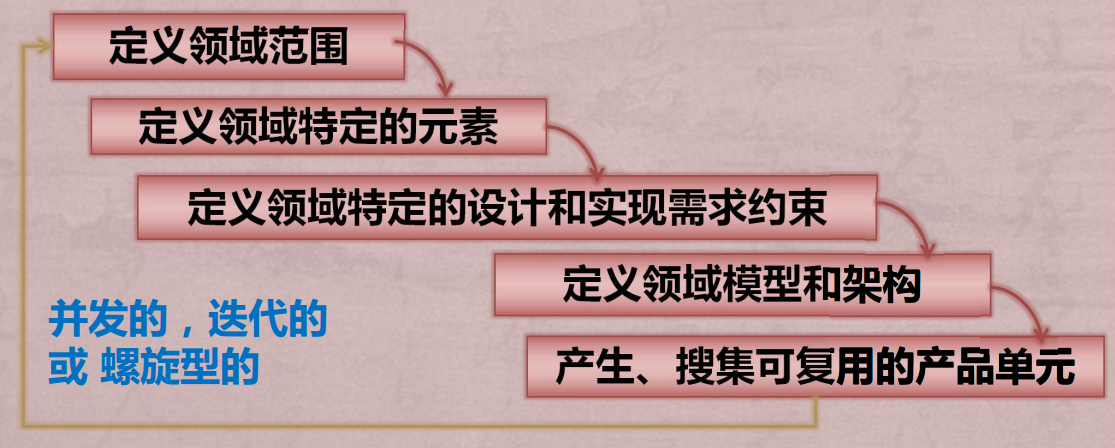 定义领域范围
定义领域特定的元素
定义领域特定的设计和实现需求约束
定义领域模型和架构
产生、搜集可复用的产品单元
并发的，迭代的
或 螺旋型的